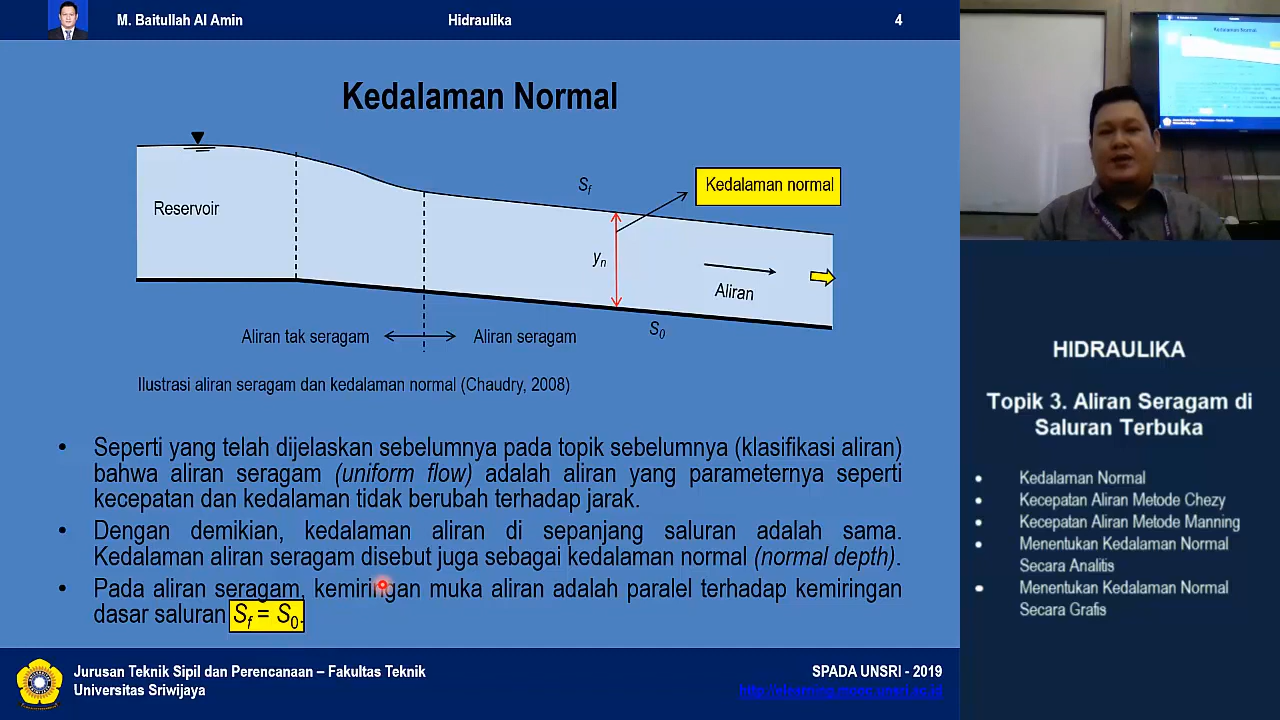 M. Baitullah Al Amin
Hidraulika
4
Kedalaman Normal
Reservoir
Sf
Kedalaman normal
yn
Aliran
S0
Aliran tak seragam
Aliran seragam
Ilustrasi aliran seragam dan kedalaman normal (Chaudry, 2008)
• Seperti yang telah dijelaskan sebelumnya pada topik sebelumnya (klasifikasi aliran)
bahwa aliran seragam (uniform flow) adalah aliran yang parameternya seperti
kecepatan dan kedalaman tidak berubah terhadap jarak.
• Dengan demikian, kedalaman aliran di sepanjang saluran adalah sama.
Kedalaman aliran seragam disebut juga sebagai kedalaman normal (normal depth).
• Pada aliran seragam, kemiringan muka aliran adalah paralel terhadap kemiringan
dasar saluran Sf = S0.
Jurusan Teknik Sipil dan Perencanaan – Fakultas Teknik
Universitas Sriwijaya
SPADA UNSRI - 2019
http://elearning.mooc.unsri.ac.id
HIDRAULIKA
Topik 3. Aliran Seragam di
Saluran Terbuka
• Kedalaman Normal
• Kecepatan Aliran Metode Chezy
• Kecepatan Aliran Metode Manning
• Menentukan Kedalaman Normal
Secara Analitis
• Menentukan Kedalaman Normal
Secara Grafis